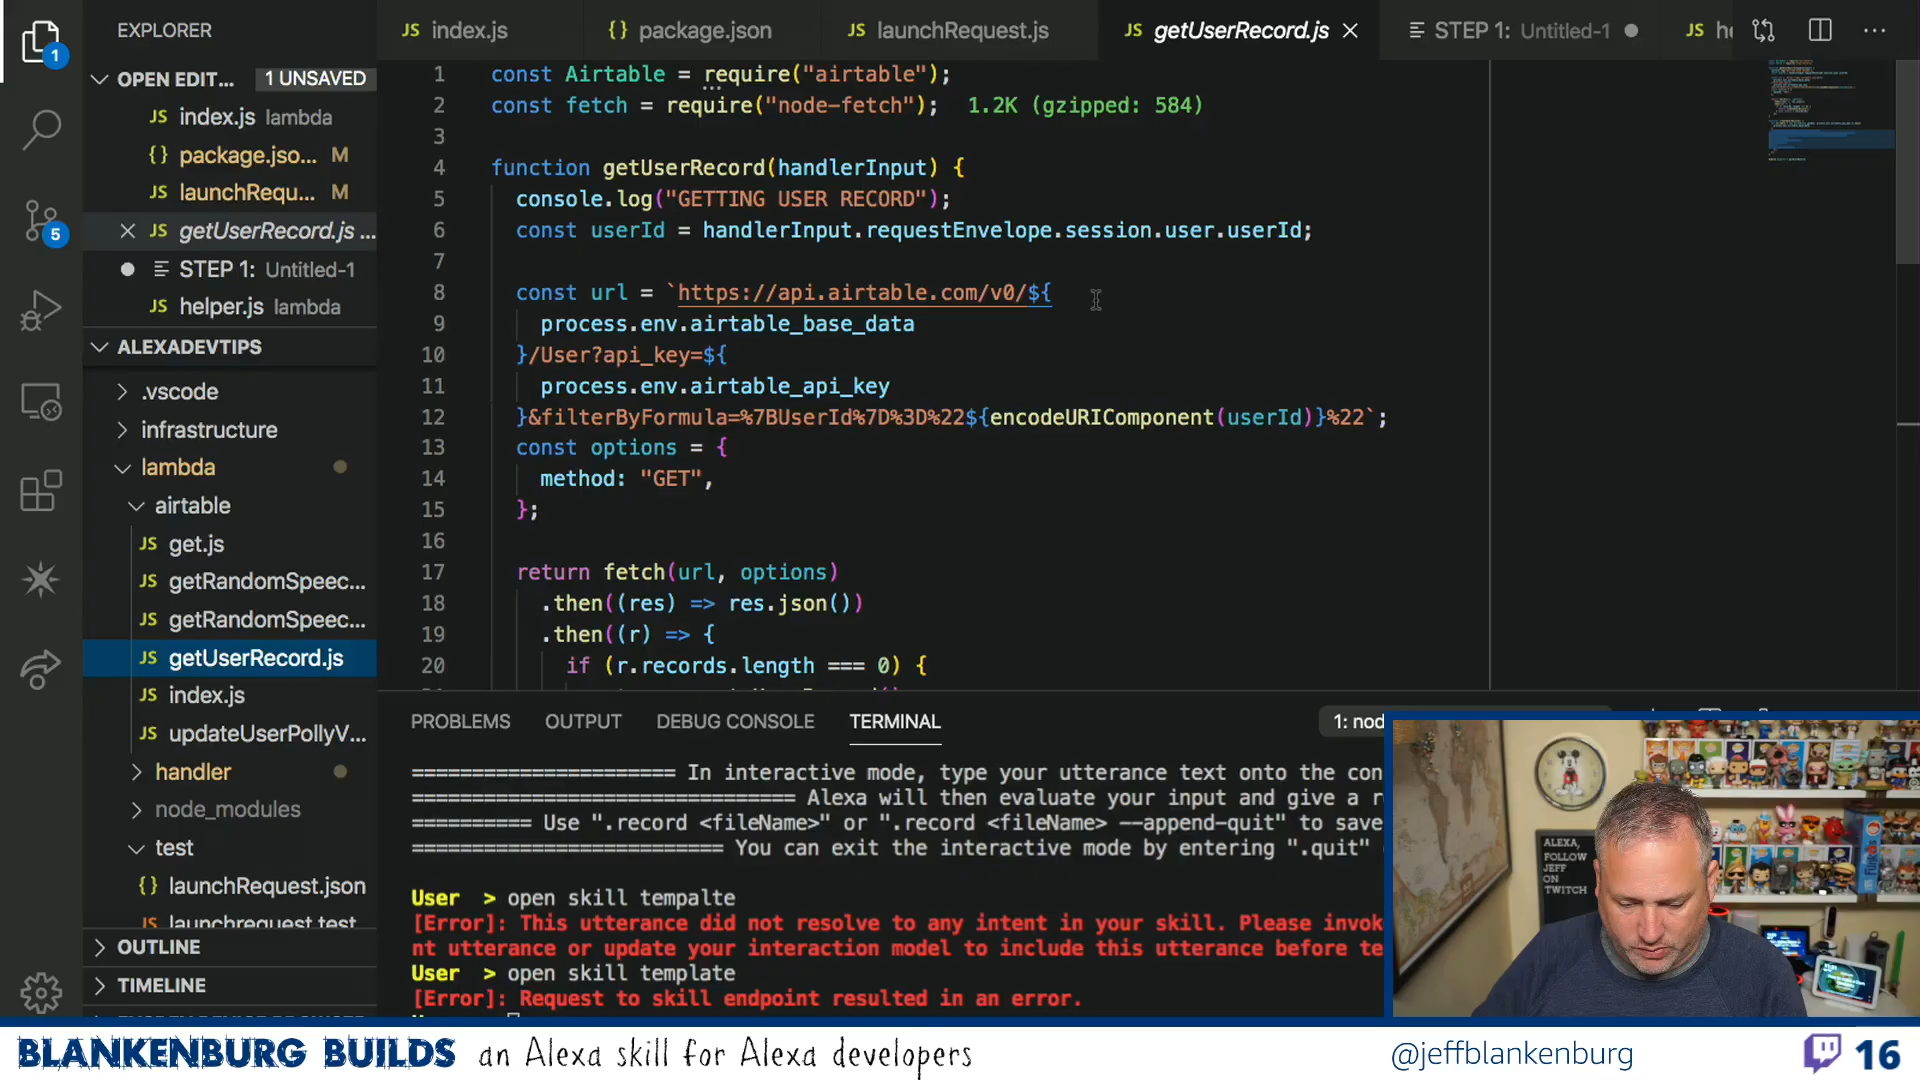 EXPLORER
JS index.js
{} package.json
JS launchRequest.js
JS getUserRecord.js
STEP 1: Untitled-1
JS he
1
OPEN EDIT... 1 UNSAVED
JS index.js lambda
{} package.jso... M
JS launchRequ... M
JS getUserRecord.js ...
STEP 1: Untitled-1
JS helper.js lambda
5
ALEXADEVTIPS
.vscode
infrastructure
lambda
airtable
JS get.js
JS getRandomSpeec...
JS getRandomSpeec...
JS getUserRecord.js
JS index.js
JS updateUserPollyV...
handler
node_modules
test
{} launchRequest.json
JS launchrequest.test
OUTLINE
TIMELINE
1 const Airtable = require("airtable");
2 const fetch = require("node-fetch"); 1.2K (gzipped: 584)
3
4 function getUserRecord(handlerInput) {
5 console.log("GETTING USER RECORD");
6 const userId = handlerInput.requestEnvelope.session.user.userId;
7
8 const url = `https://api.airtable.com/v0/${
9 process.env.airtable_base_data
10 }/User?api_key=${
11 process.env.airtable_api_key
12 }&filterByFormula=%7BUserId%7D%3D%22${encodeURIComponent(userId)}%22`;
13 const options = {
14 method: "GET",
15 };
16
17 return fetch(url, options)
18 .then((res) => res.json())
19 .then((r) => {
20 if (r.records.length === 0) {
PROBLEMS OUTPUT DEBUG CONSOLE TERMINAL 1: nod
====================== In interactive mode, type your utterance text onto the con
================================ Alexa will then evaluate your input and give a r
========== Use ".record <fileName>" or ".record <fileName> --append-quit" to save
========================== You can exit the interactive mode by entering ".quit"
User > open skill tempalte
[Error]: This utterance did not resolve to any intent in your skill. Please invok
nt utterance or update your interaction model to include this utterance before te
User > open skill template
[Error]: Request to skill endpoint resulted in an error.
ALEXA,
FOLLOW
JEFF
ON
TWITCH
BLANKENBURG BUILDS an Alexa skill for Alexa developers @jeffblankenburg 16